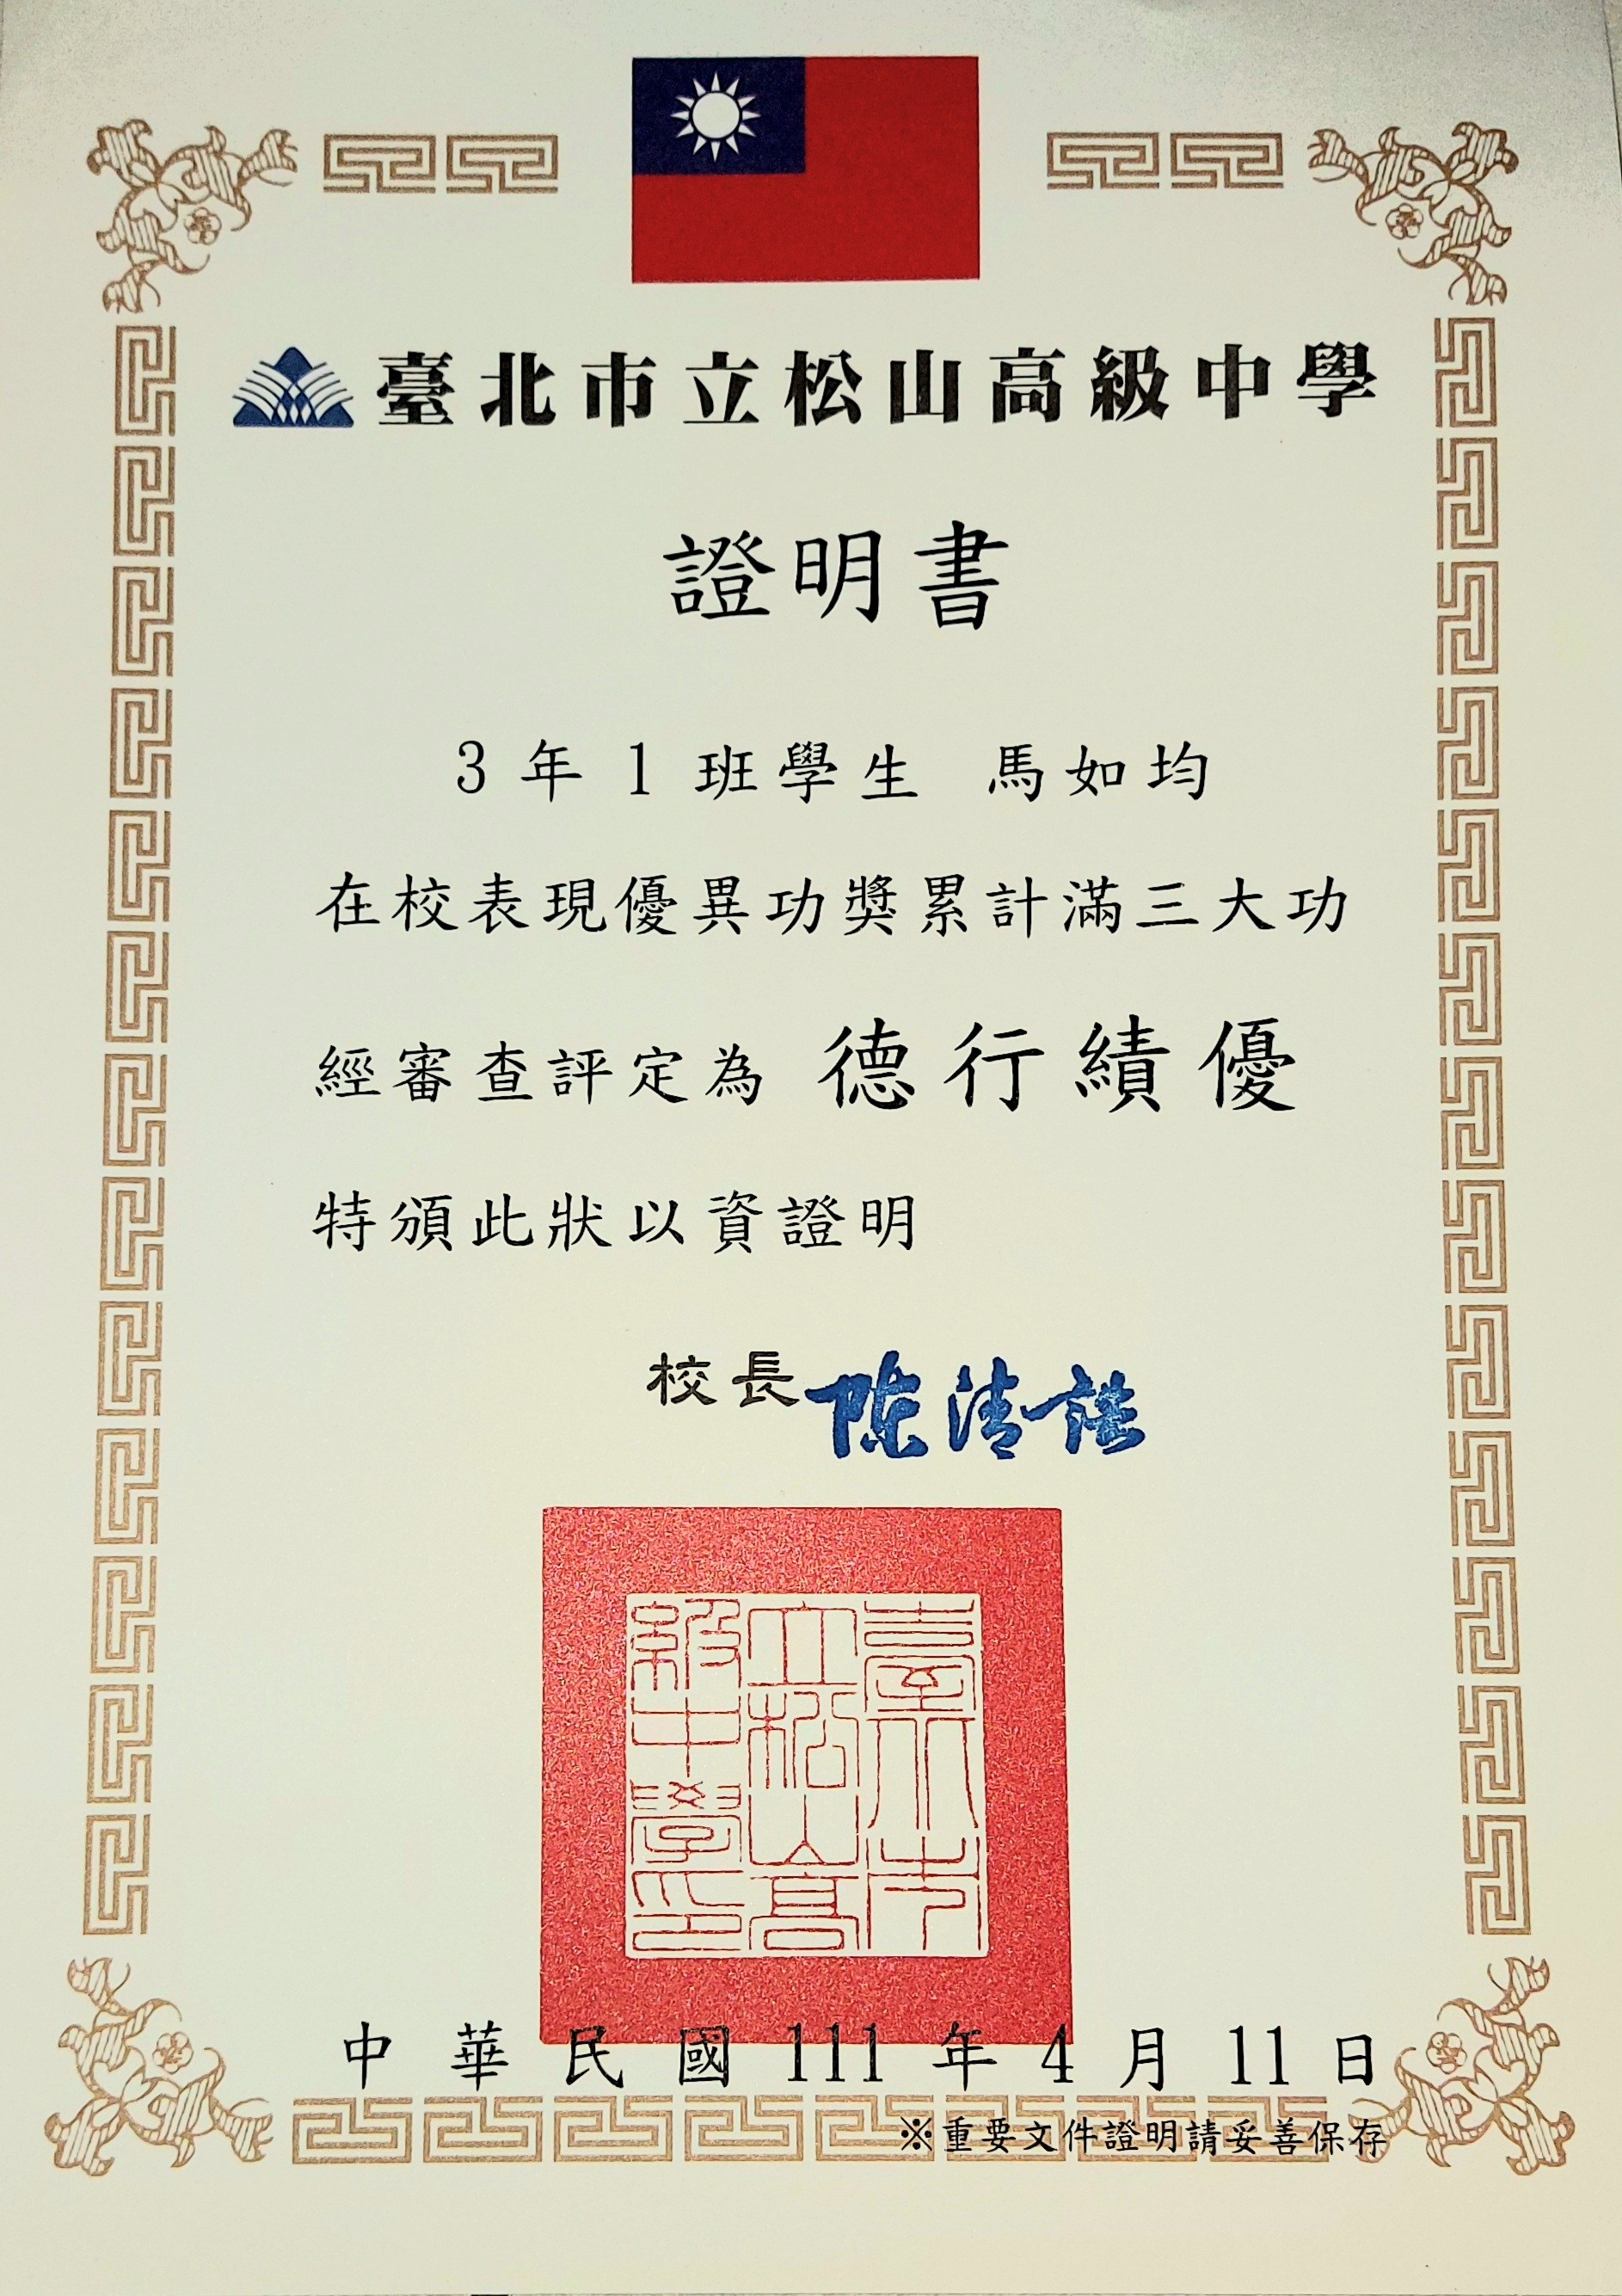 臺北市立松山高級中學
證明書
3 年 1 班學生 馬如均
在校表現優異功獎累計滿三大功
經審查評定為 德行績優
特頒此狀以資證明
校長 陳清誥
臺北市立松山高級中學印
中華民國 111 年 4 月 11 日
※重要文件證明請妥善保存